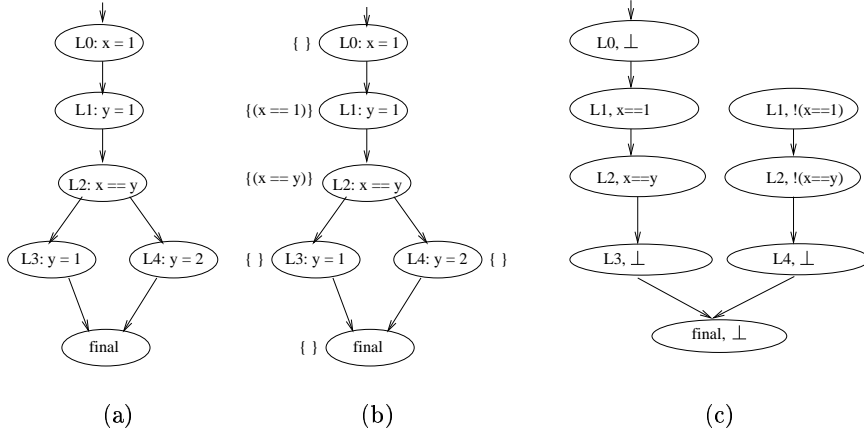 L0: x = 1
L1: y = 1
L2: x == y
L3: y = 1
L4: y = 2
final
(a)
{ }
L0: x = 1
{(x == 1)}
L1: y = 1
{(x == y)}
L2: x == y
{ }
L3: y = 1
L4: y = 2
{ }
{ }
final
(b)
L0, ⊥
L1, x==1
L1, !(x==1)
L2, x==y
L2, !(x==y)
L3, ⊥
L4, ⊥
final, ⊥
(c)